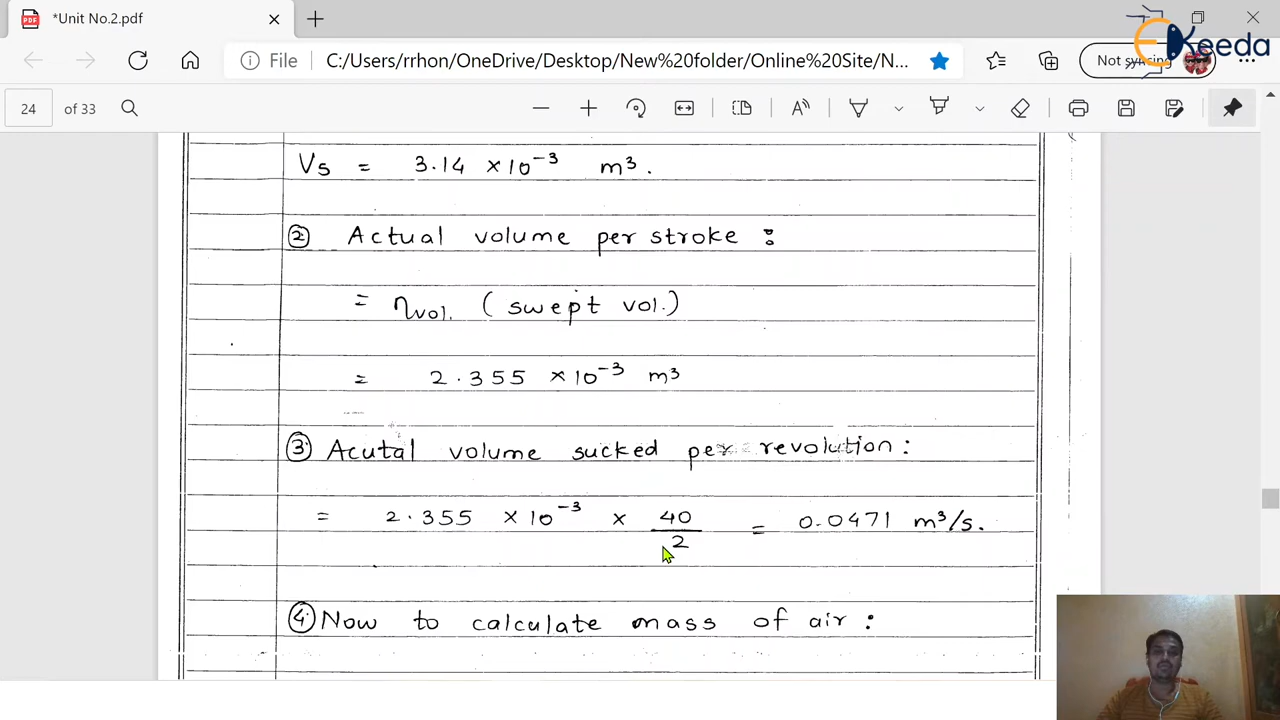 *Unit No.2.pdf
EKeeda
File C:/Users/rrhon/OneDrive/Desktop/New%20folder/Online%20Site/N...
Not syncing
24 of 33
Vs = 3.14 ×10⁻³ m³.
② Actual volume per stroke :
= ηvol. ( swept vol.)
= 2.355 ×10⁻³ m³
③ Acutal volume sucked per revolution :
= 2.355 ×10⁻³ × 40/2 = 0.0471 m³/s.
④ Now to calculate mass of air :